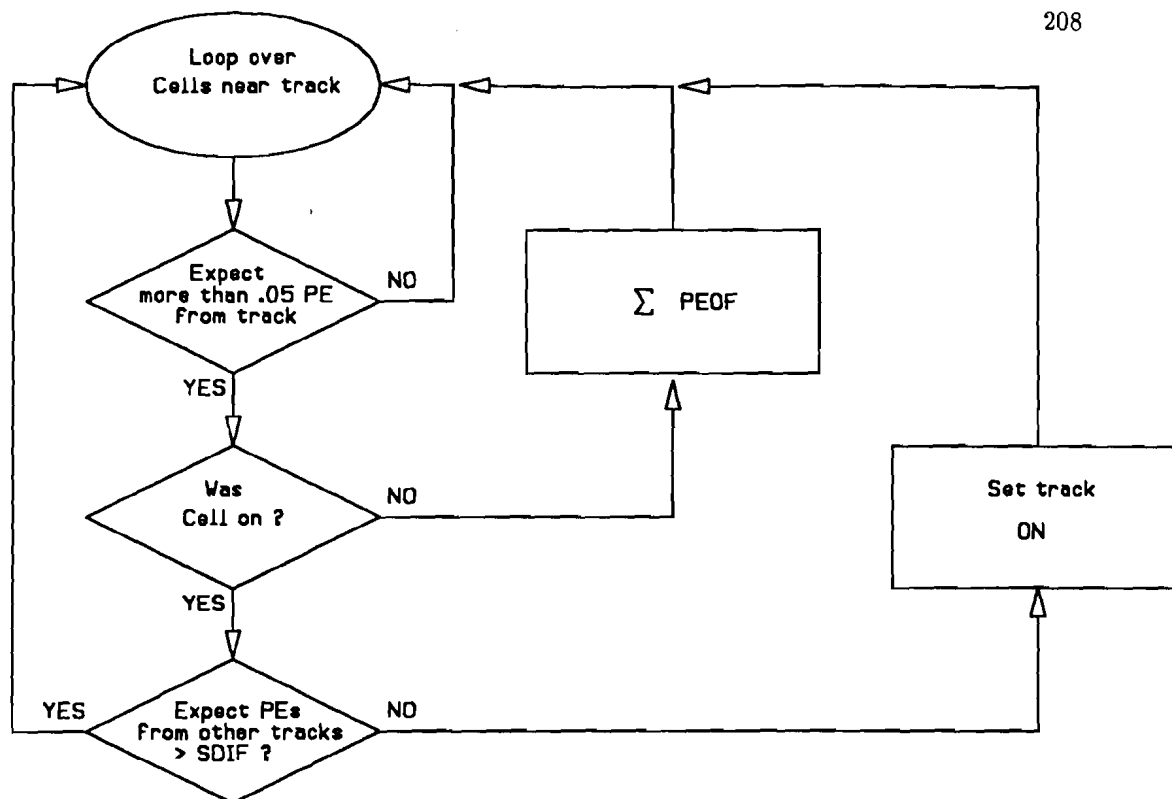 208
Loop over
Cells near track
Expect
more than .05 PE
from track
NO
YES
Σ PEOF
Was
Cell on ?
NO
YES
Set track
ON
Expect PEs
from other tracks
> SDIF ?
YES
NO